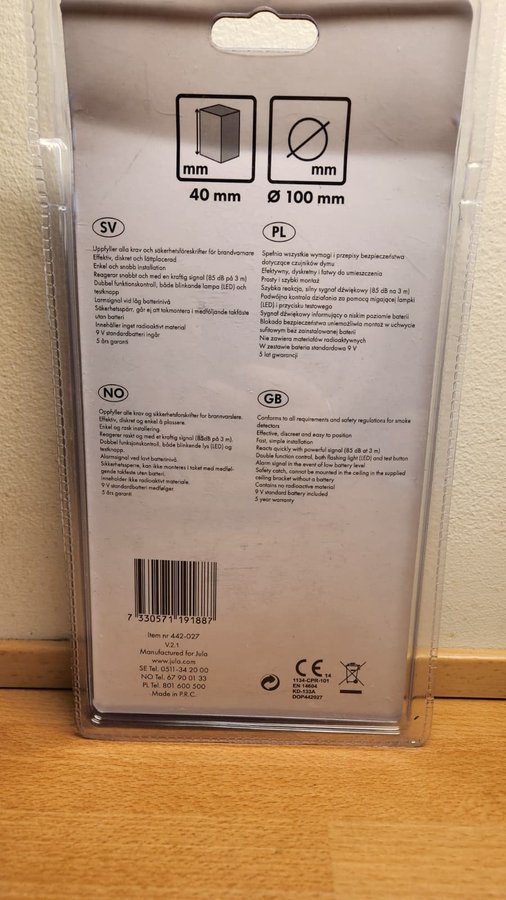 mm
mm
40 mm
Ø 100 mm
SV
Uppfyller alla krav och säkerhetsföreskrifter för brandvarnare
Effektiv, diskret och lättplacerad
Enkel och snabb installation
Reagerar snabbt och med en kraftig signal (85 dB på 3 m)
Dubbel funktionskontroll, både blinkande lampa (LED) och
testknapp
Larmsignal vid låg batterinivå
Säkerhetsspärr, går ej att takmontera i medföljande takfäste
utan batteri
Innehåller inget radioaktivt material
9 V standardbatteri ingår
5 års garanti
PL
Spełnia wszystkie wymogi i przepisy bezpieczeństwa
dotyczące czujników dymu
Efektywny, dyskretny i łatwy do umieszczenia
Prosty i szybki montaż
Szybka reakcja, silny sygnał dźwiękowy (85 dB na 3 m)
Podwójna kontrola działania za pomocą migającej lampki
(LED) i przycisku testowego
Sygnał dźwiękowy informujący o niskim poziomie baterii
Blokada bezpieczeństwa uniemożliwia montaż w uchwycie
sufitowym bez zainstalowanej baterii
Nie zawiera materiałów radioaktywnych
W zestawie bateria standardowa 9 V
5 lat gwarancji
NO
Oppfyller alle krav og sikkerhetsforskrifter for brannvarslere.
Effektiv, diskret og enkel å plassere.
Enkel og rask installering.
Reagerer raskt og med et kraftig signal (85dB på 3 m).
Dobbel funksjonskontroll, både blinkende lys (LED) og
testknapp.
Alarmsignal ved lavt batterinivå.
Sikkerhetssperre, kan ikke monteres i taket med medføl-
gende takfeste uten batteri.
Inneholder ikke radioaktivt materiale.
9 V standardbatteri medfølger.
5 års garanti.
GB
Conforms to all requirements and safety regulations for smoke
detectors
Effective, discreet and easy to position
Fast, simple installation
Reacts quickly with powerful signal (85 dB at 3 m)
Double function control, both flashing light (LED) and test button
Alarm signal in the event of low battery level
Safety catch, cannot be mounted in the ceiling in the supplied
ceiling bracket without a battery
Contains no radioactive material
9 V standard battery included
5 year warranty
7 330571 191887
Item nr 442-027
V.2.1
Manufactured for Jula
www.jula.com
SE Tel. 0511-34 20 00
NO Tel. 67 90 01 33
PL Tel. 801 600 500
Made in P.R.C.
CE 14
1134-CPR-101
EN 14604
KD-133A
DOP442027